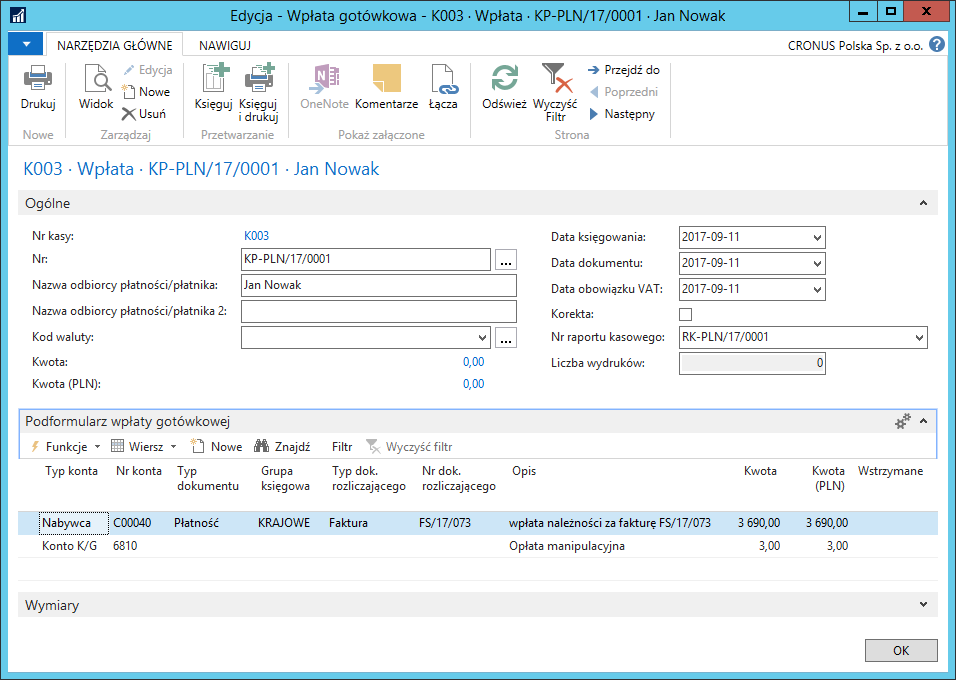 Edycja - Wpłata gotówkowa - K003 · Wpłata · KP-PLN/17/0001 · Jan Nowak
NARZĘDZIA GŁÓWNE NAWIGUJ CRONUS Polska Sp. z o.o. ?
Drukuj
Nowe
Widok
Edycja
Nowe
Usuń
Zarządzaj
Księguj
Księguj
i drukuj
Przetwarzanie
OneNote
Komentarze
Łącza
Pokaż załączone
Odśwież
Wyczyść
Filtr
Przejdź do
Poprzedni
Następny
Strona
K003 · Wpłata · KP-PLN/17/0001 · Jan Nowak
Ogólne
Nr kasy: K003
Nr: KP-PLN/17/0001 ...
Nazwa odbiorcy płatności/płatnika: Jan Nowak
Nazwa odbiorcy płatności/płatnika 2:
Kod waluty: ...
Kwota: 0,00
Kwota (PLN): 0,00
Data księgowania: 2017-09-11
Data dokumentu: 2017-09-11
Data obowiązku VAT: 2017-09-11
Korekta:
Nr raportu kasowego: RK-PLN/17/0001
Liczba wydruków: 0
Podformularz wpłaty gotówkowej
Funkcje Wiersz Nowe Znajdź Filtr Wyczyść filtr
Typ konta Nr konta Typ dokumentu Grupa księgowa Typ dok. rozliczającego Nr dok. rozliczającego Opis Kwota Kwota (PLN) Wstrzymane
Nabywca C00040 Płatność KRAJOWE Faktura FS/17/073 wpłata należności za fakturę FS/17/073 3 690,00 3 690,00
Konto K/G 6810 Opłata manipulacyjna 3,00 3,00
Wymiary
OK